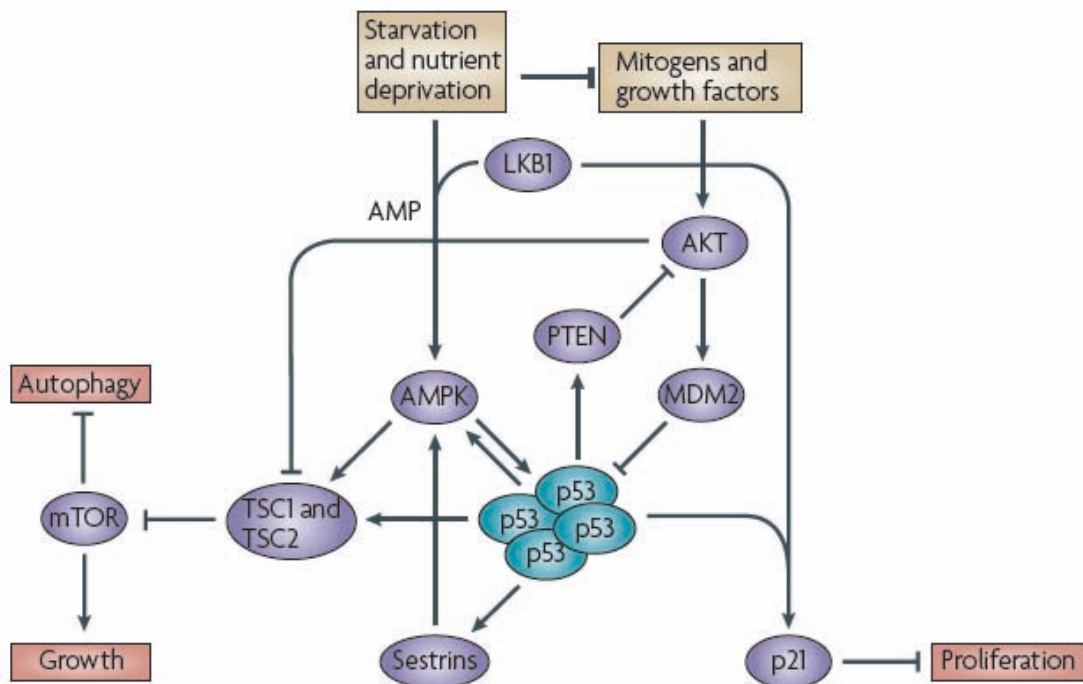 Starvation
and nutrient
deprivation
Mitogens and
growth factors
LKB1
AMP
AKT
PTEN
Autophagy
AMPK
MDM2
mTOR
TSC1 and
TSC2
p53
p53
p53
p53
Growth
Sestrins
p21
Proliferation